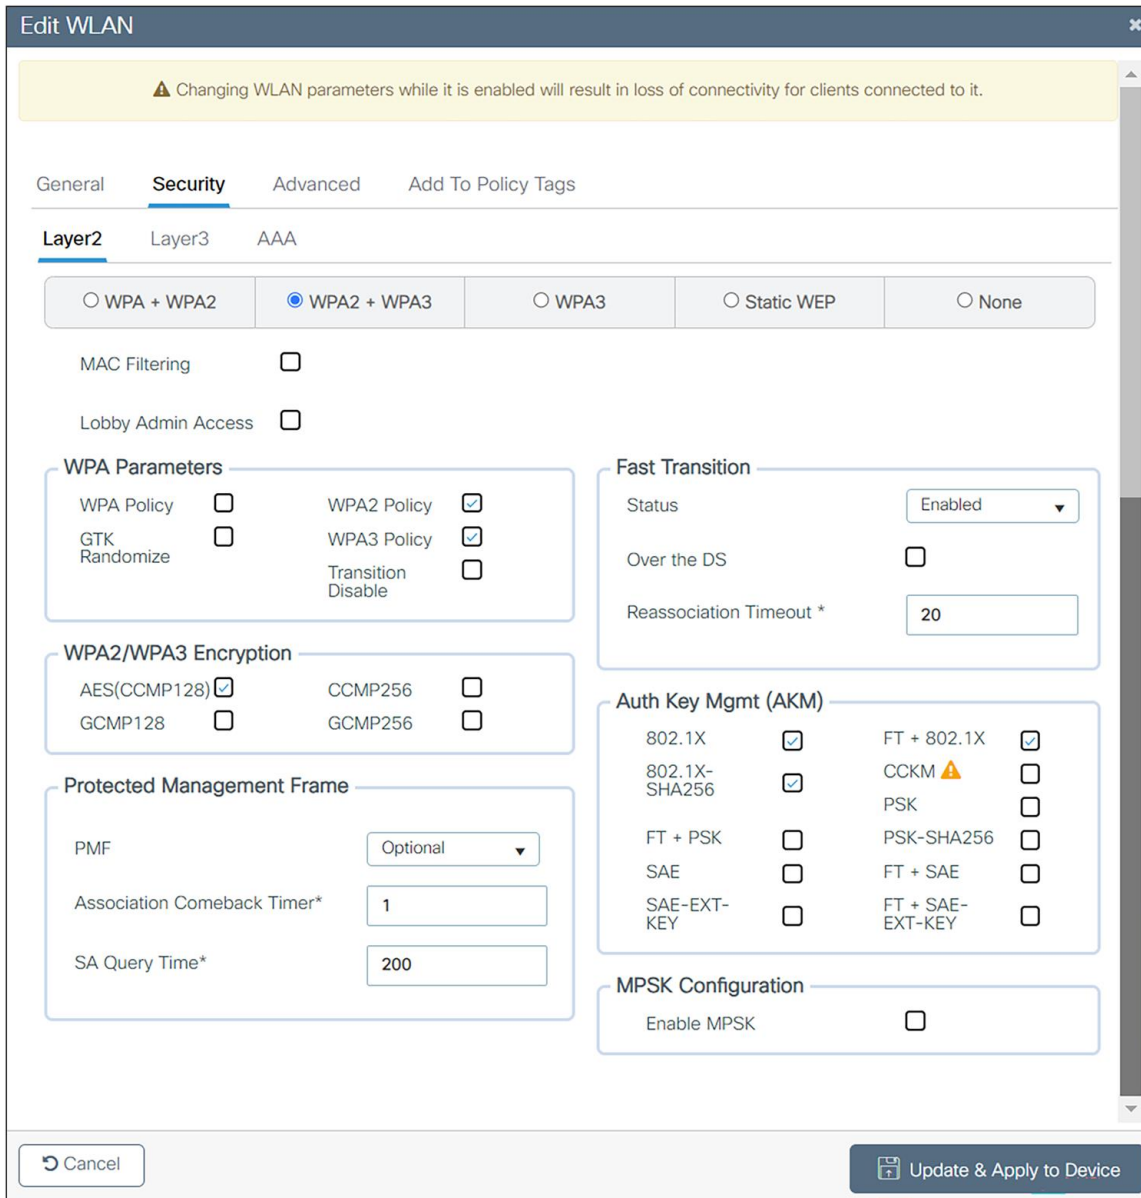 Edit WLAN
Changing WLAN parameters while it is enabled will result in loss of connectivity for clients connected to it.
General Security Advanced Add To Policy Tags
Layer2 Layer3 AAA
WPA + WPA2 WPA2 + WPA3 WPA3 Static WEP None
MAC Filtering
Lobby Admin Access
WPA Parameters
WPA Policy WPA2 Policy
GTK Randomize WPA3 Policy
Transition Disable
Fast Transition
Status Enabled
Over the DS
Reassociation Timeout * 20
WPA2/WPA3 Encryption
AES(CCMP128) CCMP256
GCMP128 GCMP256
Protected Management Frame
PMF Optional
Association Comeback Timer* 1
SA Query Time* 200
Auth Key Mgmt (AKM)
802.1X FT + 802.1X
802.1X-SHA256 CCKM
PSK
FT + PSK PSK-SHA256
SAE FT + SAE
SAE-EXT-KEY FT + SAE-EXT-KEY
MPSK Configuration
Enable MPSK
Cancel Update & Apply to Device